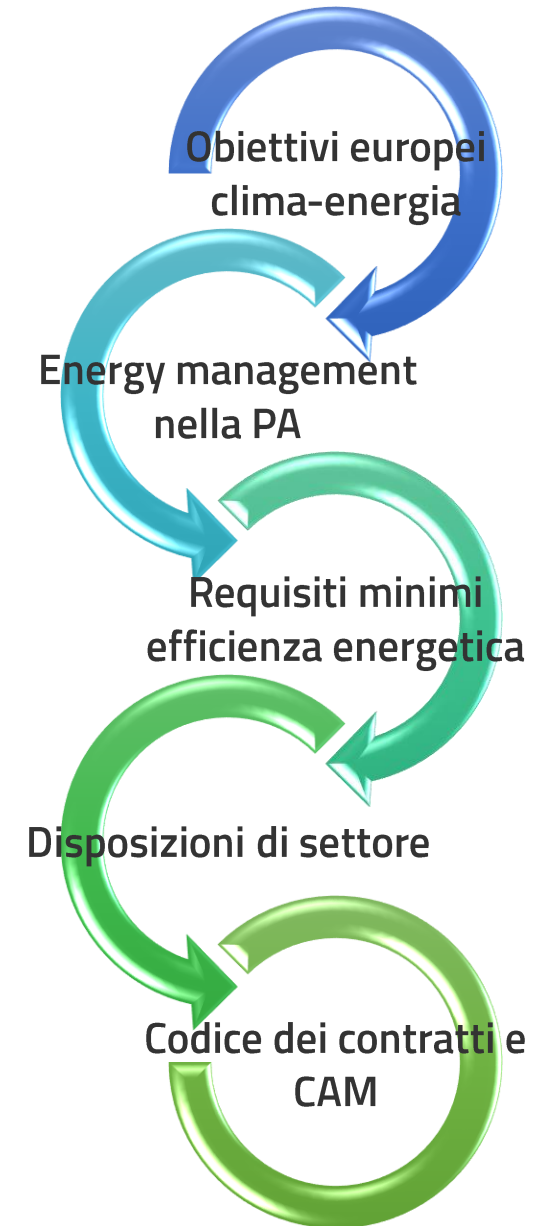 Obiettivi europei
clima-energia
Energy management
nella PA
Requisiti minimi
efficienza energetica
Disposizioni di settore
Codice dei contratti e
CAM